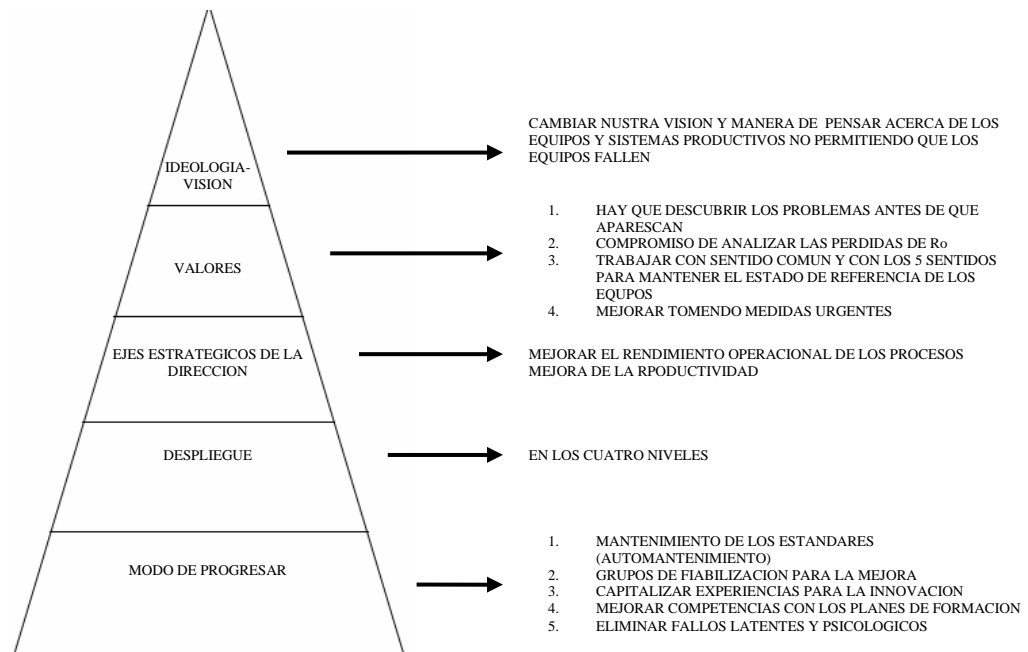 IDEOLOGIA-
VISION
CAMBIAR NUSTRA VISION Y MANERA DE PENSAR ACERCA DE LOS
EQUIPOS Y SISTEMAS PRODUCTIVOS NO PERMITIENDO QUE LOS
EQUIPOS FALLEN
VALORES
1. HAY QUE DESCUBRIR LOS PROBLEMAS ANTES DE QUE
APARESCAN
2. COMPROMISO DE ANALIZAR LAS PERDIDAS DE Ro
3. TRABAJAR CON SENTIDO COMUN Y CON LOS 5 SENTIDOS
PARA MANTENER EL ESTADO DE REFERENCIA DE LOS
EQUPOS
4. MEJORAR TOMENDO MEDIDAS URGENTES
EJES ESTRATEGICOS DE LA
DIRECCION
MEJORAR EL RENDIMIENTO OPERACIONAL DE LOS PROCESOS
MEJORA DE LA RPODUCTIVIDAD
DESPLIEGUE
EN LOS CUATRO NIVELES
MODO DE PROGRESAR
1. MANTENIMIENTO DE LOS ESTANDARES
(AUTOMANTENIMIENTO)
2. GRUPOS DE FIABILIZACION PARA LA MEJORA
3. CAPITALIZAR EXPERIENCIAS PARA LA INNOVACION
4. MEJORAR COMPETENCIAS CON LOS PLANES DE FORMACION
5. ELIMINAR FALLOS LATENTES Y PSICOLOGICOS